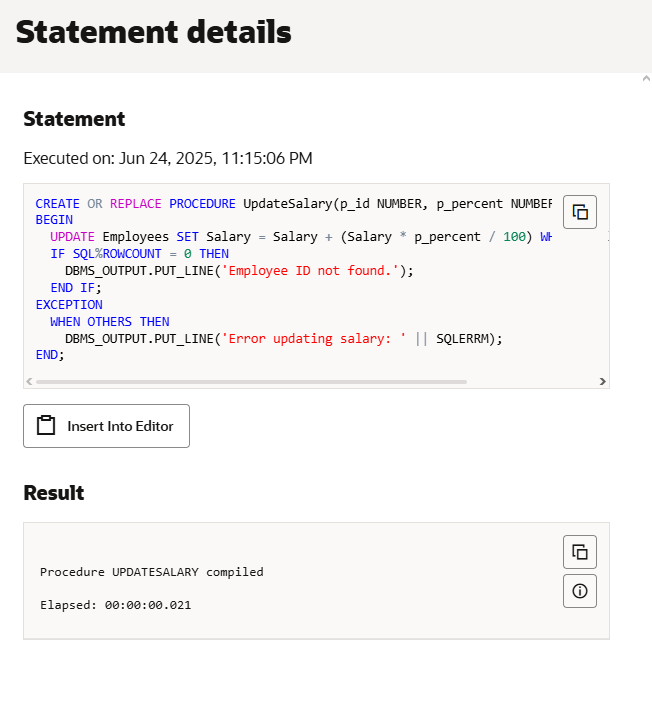 Statement details
Statement
Executed on: Jun 24, 2025, 11:15:06 PM
CREATE OR REPLACE PROCEDURE UpdateSalary(p_id NUMBER, p_percent NUMBER
BEGIN
  UPDATE Employees SET Salary = Salary + (Salary * p_percent / 100) WH
  IF SQL%ROWCOUNT = 0 THEN
    DBMS_OUTPUT.PUT_LINE('Employee ID not found.');
  END IF;
EXCEPTION
  WHEN OTHERS THEN
    DBMS_OUTPUT.PUT_LINE('Error updating salary: ' || SQLERRM);
END;
Insert Into Editor
Result
Procedure UPDATESALARY compiled
Elapsed: 00:00:00.021